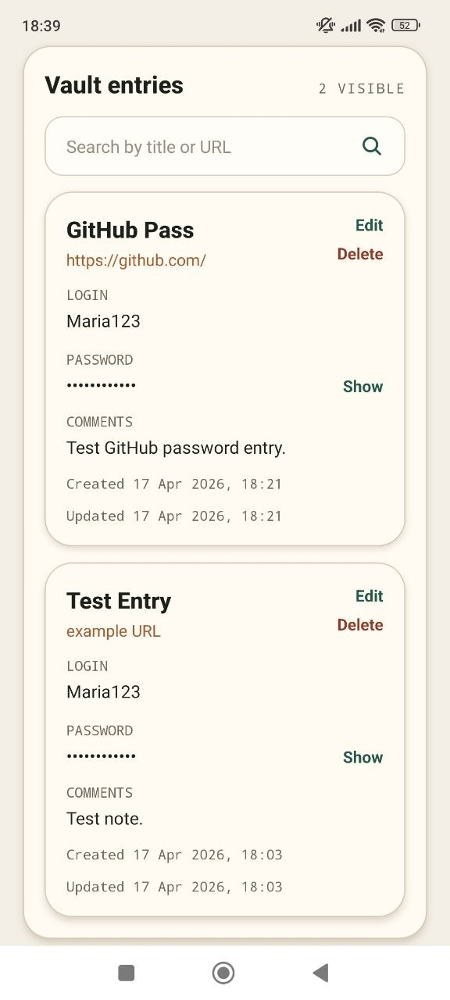 18:39
52
Vault entries
2 VISIBLE
Search by title or URL
GitHub Pass
Edit
https://github.com/
Delete
LOGIN
Maria123
PASSWORD
••••••••••••
Show
COMMENTS
Test GitHub password entry.
Created 17 Apr 2026, 18:21
Updated 17 Apr 2026, 18:21
Test Entry
Edit
example URL
Delete
LOGIN
Maria123
PASSWORD
••••••••••••
Show
COMMENTS
Test note.
Created 17 Apr 2026, 18:03
Updated 17 Apr 2026, 18:03